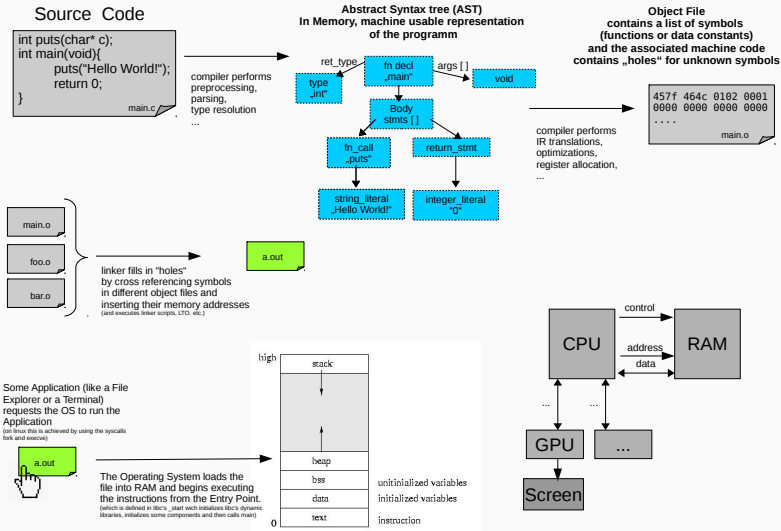 Source Code
int puts(char* c);
int main(void){
puts("Hello World!");
return 0;
}
main.c
compiler performs
preprocessing,
parsing,
type resolution
...
Abstract Syntax tree (AST)
In Memory, machine usable representation
of the programm
ret_type
fn decl
„main"
args [ ]
type
„int"
void
Body
stmts [ ]
fn_call
„puts"
return_stmt
string_literal
„Hello World!"
integer_literal
"0"
compiler performs
IR translations,
optimizations,
register allocation,
...
Object File
contains a list of symbols
(functions or data constants)
and the associated machine code
contains „holes" for unknown symbols
457f 464c 0102 0001
0000 0000 0000 0000
....
main.o
main.o
foo.o
bar.o
linker fills in "holes"
by cross referencing symbols
in different object files and
inserting their memory addresses
(and executes linker scripts, LTO, etc.)
a.out
Some Application (like a File
Explorer or a Terminal)
requests the OS to run the
Application
(on linux this is achieved by using the syscalls
fork and execve)
a.out
The Operating System loads the
file into RAM and begins executing
the instructions from the Entry Point.
(which is defined in libc's _start wich initializes libc's dynamic
libraries, initializes some components and then calls main)
high
stack
heap
bss
unitinialized variables
data
initialized variables
text
instruction
0
CPU
control
address
data
RAM
...
...
GPU
...
Screen